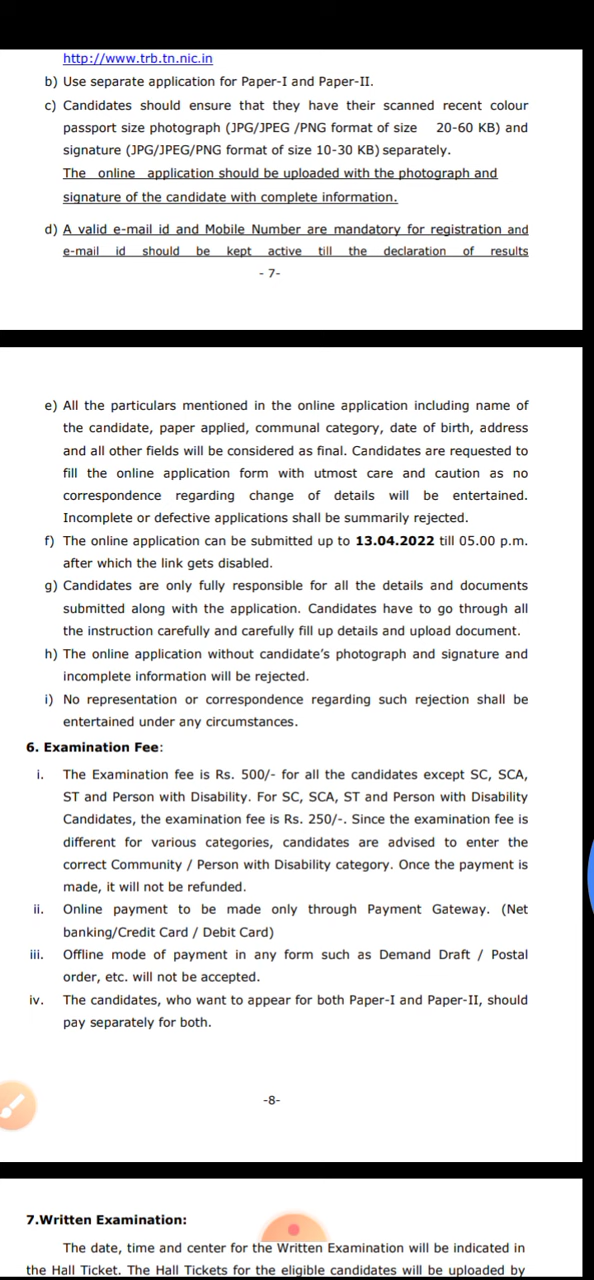 http://www.trb.tn.nic.in
b) Use separate application for Paper-I and Paper-II.
c) Candidates should ensure that they have their scanned recent colour
passport size photograph (JPG/JPEG /PNG format of size 20-60 KB) and
signature (JPG/JPEG/PNG format of size 10-30 KB) separately.
The online application should be uploaded with the photograph and
signature of the candidate with complete information.
d) A valid e-mail id and Mobile Number are mandatory for registration and
e-mail id should be kept active till the declaration of results
- 7-
e) All the particulars mentioned in the online application including name of
the candidate, paper applied, communal category, date of birth, address
and all other fields will be considered as final. Candidates are requested to
fill the online application form with utmost care and caution as no
correspondence regarding change of details will be entertained.
Incomplete or defective applications shall be summarily rejected.
f) The online application can be submitted up to 13.04.2022 till 05.00 p.m.
after which the link gets disabled.
g) Candidates are only fully responsible for all the details and documents
submitted along with the application. Candidates have to go through all
the instruction carefully and carefully fill up details and upload document.
h) The online application without candidate's photograph and signature and
incomplete information will be rejected.
i) No representation or correspondence regarding such rejection shall be
entertained under any circumstances.
6. Examination Fee:
i. The Examination fee is Rs. 500/- for all the candidates except SC, SCA,
ST and Person with Disability. For SC, SCA, ST and Person with Disability
Candidates, the examination fee is Rs. 250/-. Since the examination fee is
different for various categories, candidates are advised to enter the
correct Community / Person with Disability category. Once the payment is
made, it will not be refunded.
ii. Online payment to be made only through Payment Gateway. (Net
banking/Credit Card / Debit Card)
iii. Offline mode of payment in any form such as Demand Draft / Postal
order, etc. will not be accepted.
iv. The candidates, who want to appear for both Paper-I and Paper-II, should
pay separately for both.
-8-
7.Written Examination:
The date, time and center for the Written Examination will be indicated in
the Hall Ticket. The Hall Tickets for the eligible candidates will be uploaded by